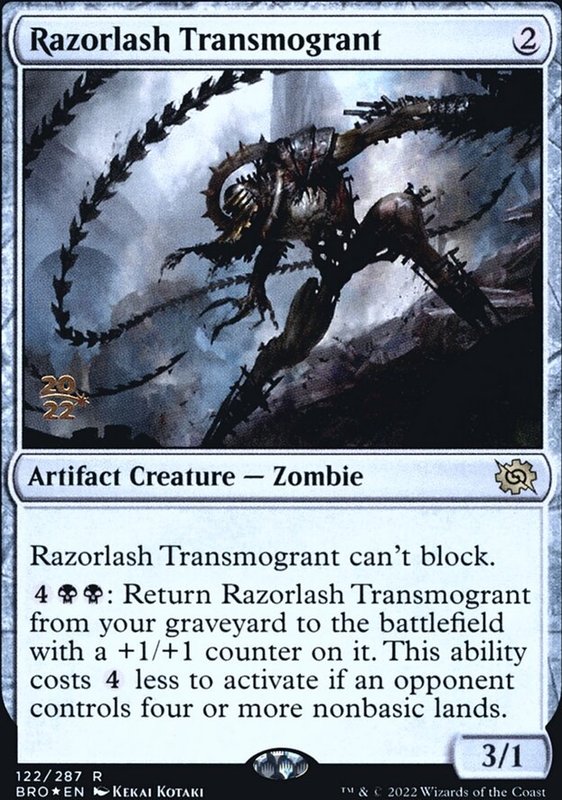 Razorlash Transmogrant 2
20
22
Artifact Creature — Zombie
Razorlash Transmogrant can't block.
4: Return Razorlash Transmogrant
from your graveyard to the battlefield
with a +1/+1 counter on it. This ability
costs 4 less to activate if an opponent
controls four or more nonbasic lands.
3/1
122/287 R
BRO★EN Kekai Kotaki
™ & © 2022 Wizards of the Coast